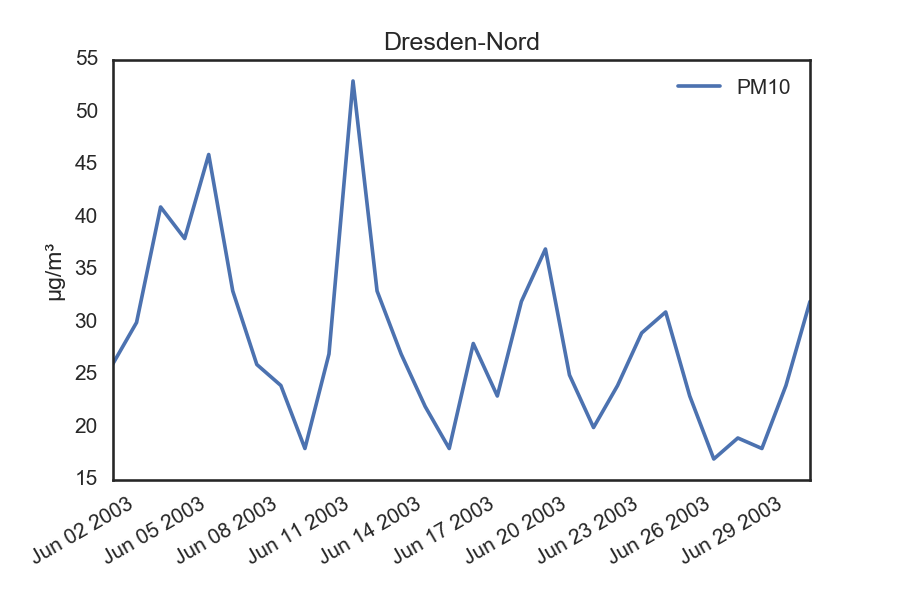 Dresden-Nord
PM10
µg/m³
55
50
45
40
35
30
25
20
15
Jun 02 2003
Jun 05 2003
Jun 08 2003
Jun 11 2003
Jun 14 2003
Jun 17 2003
Jun 20 2003
Jun 23 2003
Jun 26 2003
Jun 29 2003